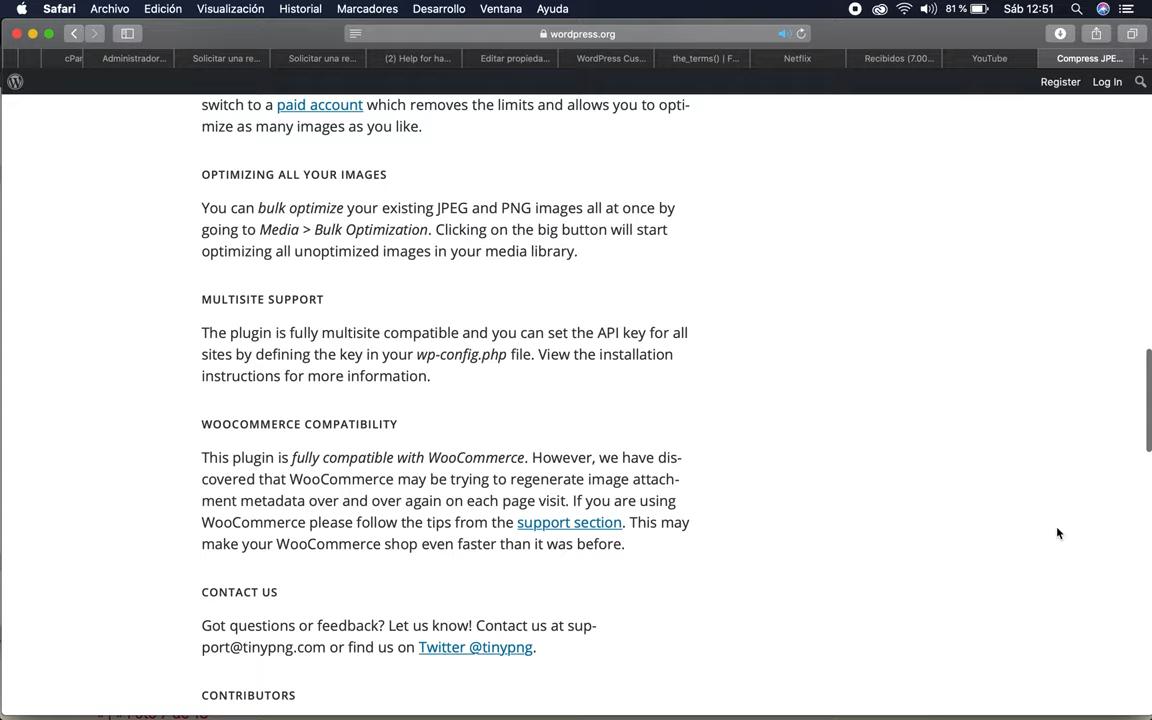 Safari Archivo Edición Visualización Historial Marcadores Desarrollo Ventana Ayuda 81 % Sáb 12:51
wordpress.org
cPar Administrador... Solicitar una re... Solicitar una re... (2) Help for ha... Editar propieda... WordPress Cus... the_terms() | F... Netflix Recibidos (7.00... YouTube Compress JPE...
Register Log In
switch to a paid account which removes the limits and allows you to opti-
mize as many images as you like.
OPTIMIZING ALL YOUR IMAGES
You can bulk optimize your existing JPEG and PNG images all at once by
going to Media > Bulk Optimization. Clicking on the big button will start
optimizing all unoptimized images in your media library.
MULTISITE SUPPORT
The plugin is fully multisite compatible and you can set the API key for all
sites by defining the key in your wp-config.php file. View the installation
instructions for more information.
WOOCOMMERCE COMPATIBILITY
This plugin is fully compatible with WooCommerce. However, we have dis-
covered that WooCommerce may be trying to regenerate image attach-
ment metadata over and over again on each page visit. If you are using
WooCommerce please follow the tips from the support section. This may
make your WooCommerce shop even faster than it was before.
CONTACT US
Got questions or feedback? Let us know! Contact us at sup-
port@tinypng.com or find us on Twitter @tinypng.
CONTRIBUTORS